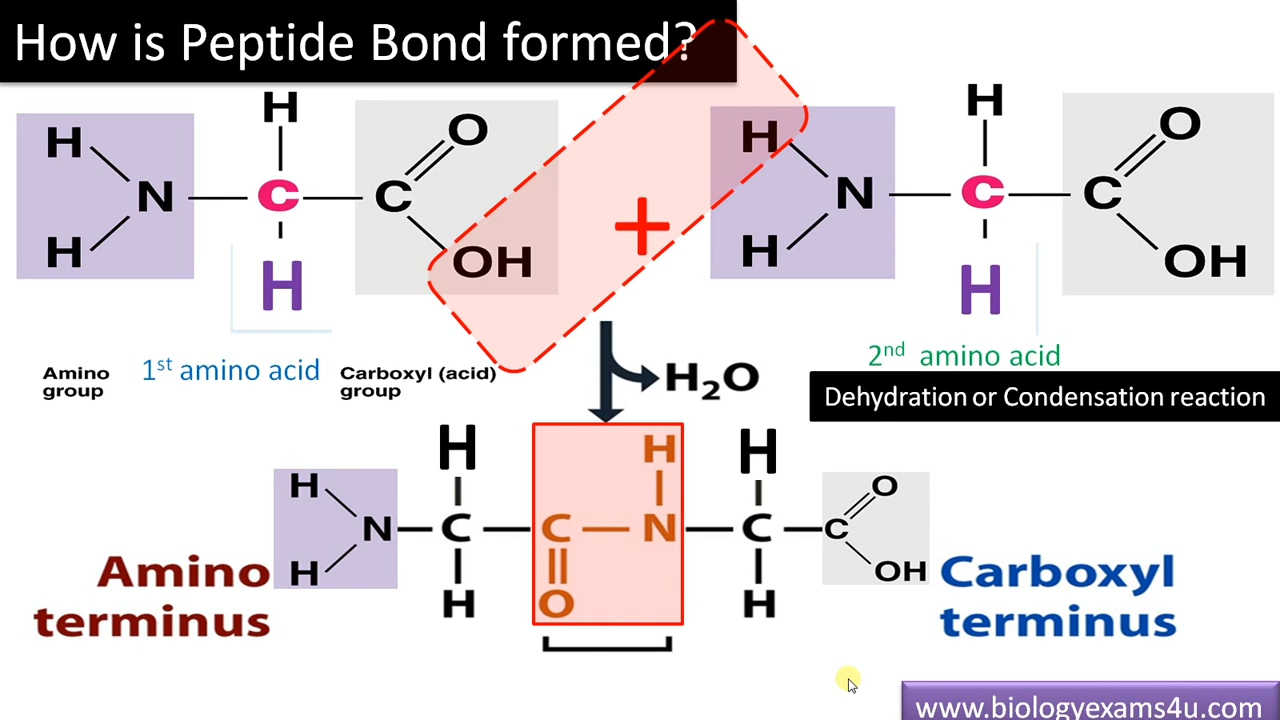 How is Peptide Bond formed?
H
H
N
C
H
C
O
OH
+
H
H
N
H
C
H
C
O
OH
Amino
group
1st amino acid
Carboxyl (acid)
group
H2O
2nd amino acid
Dehydration or Condensation reaction
H
H
N
H
C
H
C
O
H
N
H
C
H
C
O
OH
Amino
terminus
Carboxyl
terminus
www.biologyexams4u.com